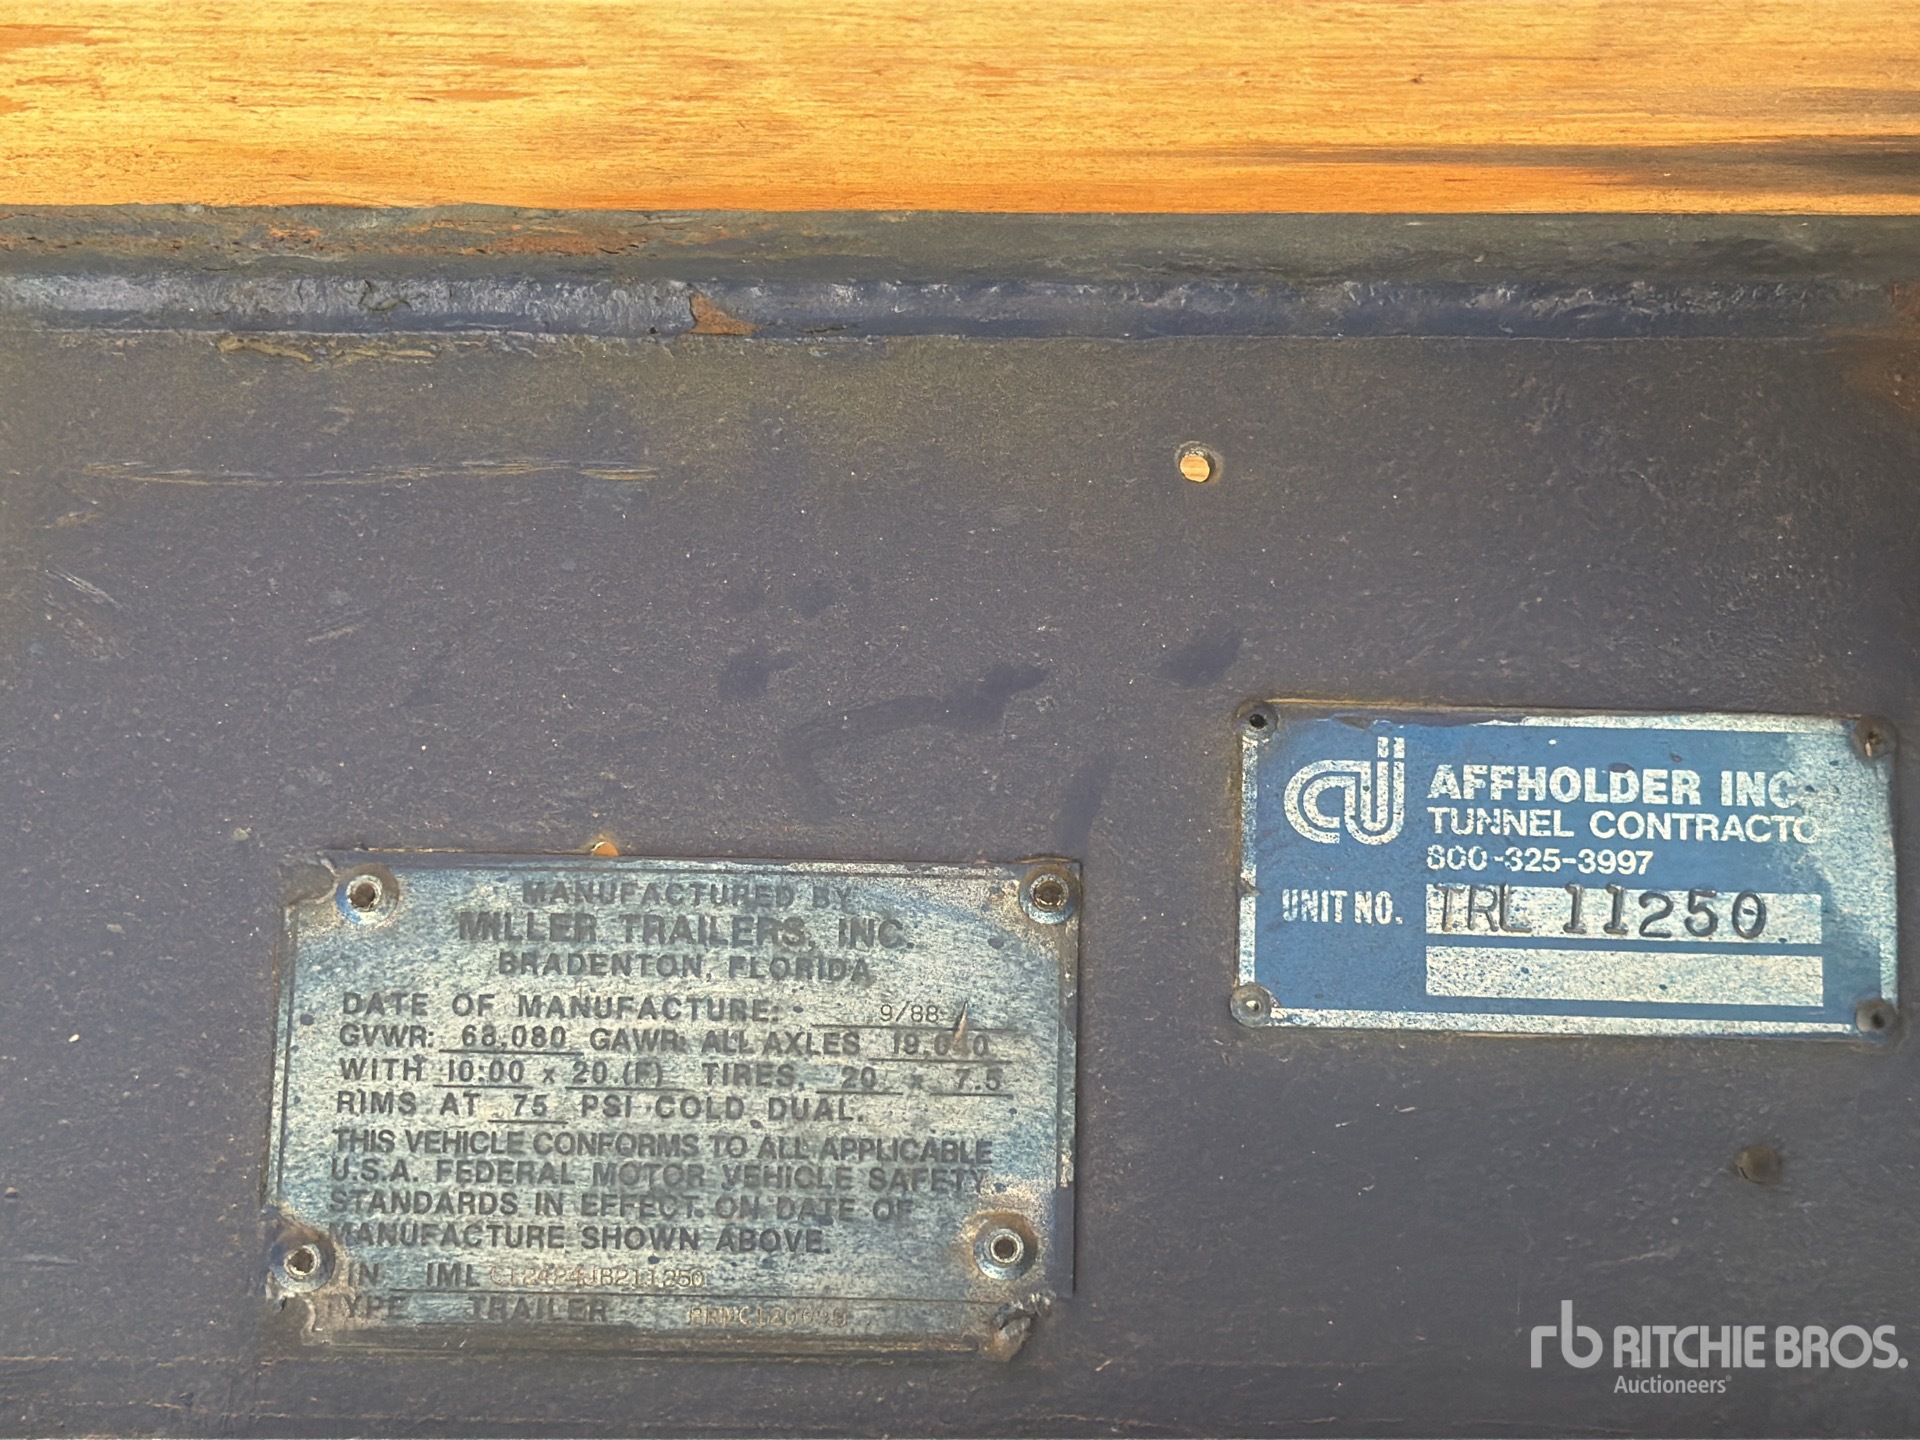 MANUFACTURED BY
MILLER TRAILERS, INC.
BRADENTON, FLORIDA
DATE OF MANUFACTURE: 9/88
GVWR: 68,080 GAWR: ALL AXLES 19,040
WITH 10:00 x 20.(F) TIRES, 20 x 7.5
RIMS AT 75 PSI COLD DUAL.
THIS VEHICLE CONFORMS TO ALL APPLICABLE
U.S.A. FEDERAL MOTOR VEHICLE SAFETY
STANDARDS IN EFFECT ON DATE OF
MANUFACTURE SHOWN ABOVE.
IN IML
TYPE TRAILER
AFFHOLDER INC.
TUNNEL CONTRACTO
800-325-3997
UNIT NO. TRL 11250
rb RITCHIE BROS.
Auctioneers